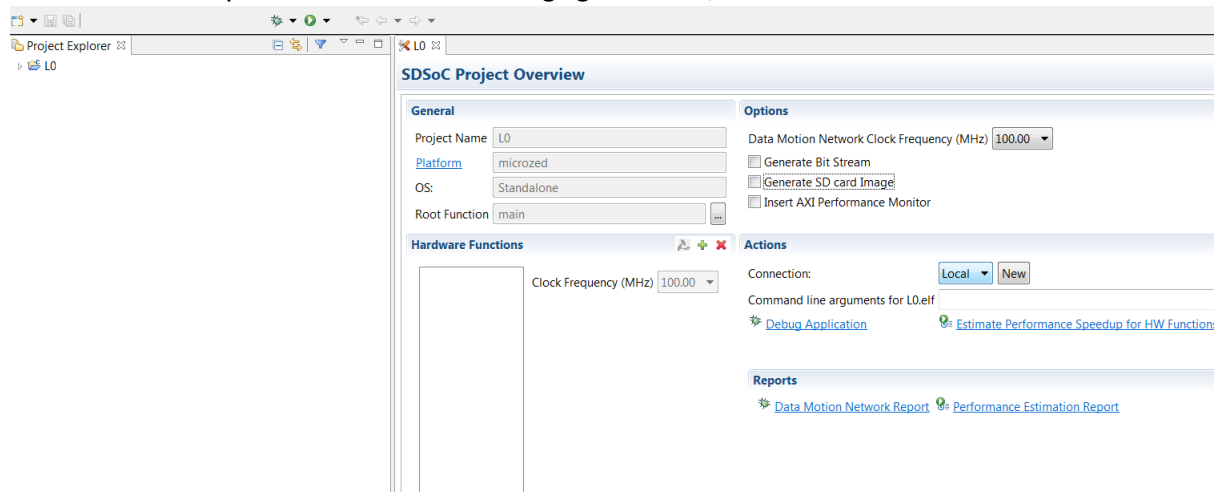 Project Explorer
L0
L0
SDSoC Project Overview
General
Project Name L0
Platform microzed
OS: Standalone
Root Function main ...
Hardware Functions
Clock Frequency (MHz) 100.00
Options
Data Motion Network Clock Frequency (MHz) 100.00
Generate Bit Stream
Generate SD card Image
Insert AXI Performance Monitor
Actions
Connection: Local New
Command line arguments for L0.elf
Debug Application Estimate Performance Speedup for HW Functions
Reports
Data Motion Network Report Performance Estimation Report